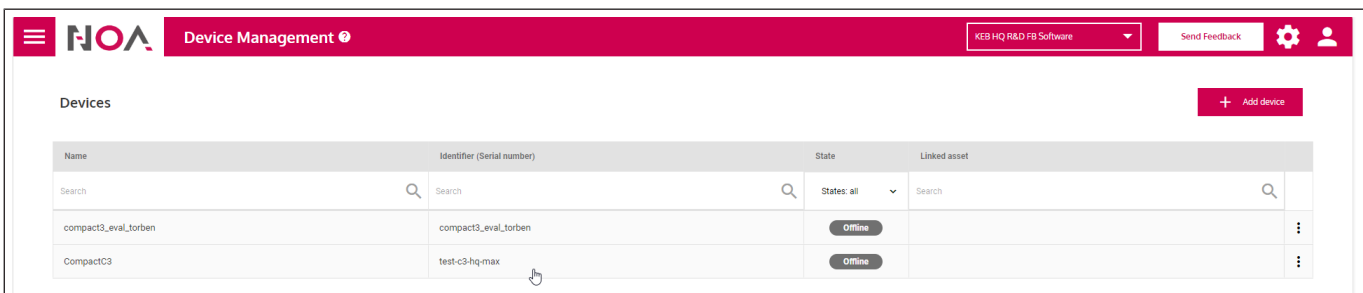 NOA Device Management ? KEB HQ R&D FB Software Send Feedback
Devices + Add device
Name Identifier (Serial number) State Linked asset
Search Search States: all Search
compact3_eval_torben compact3_eval_torben Offline
CompactC3 test-c3-hq-max Offline